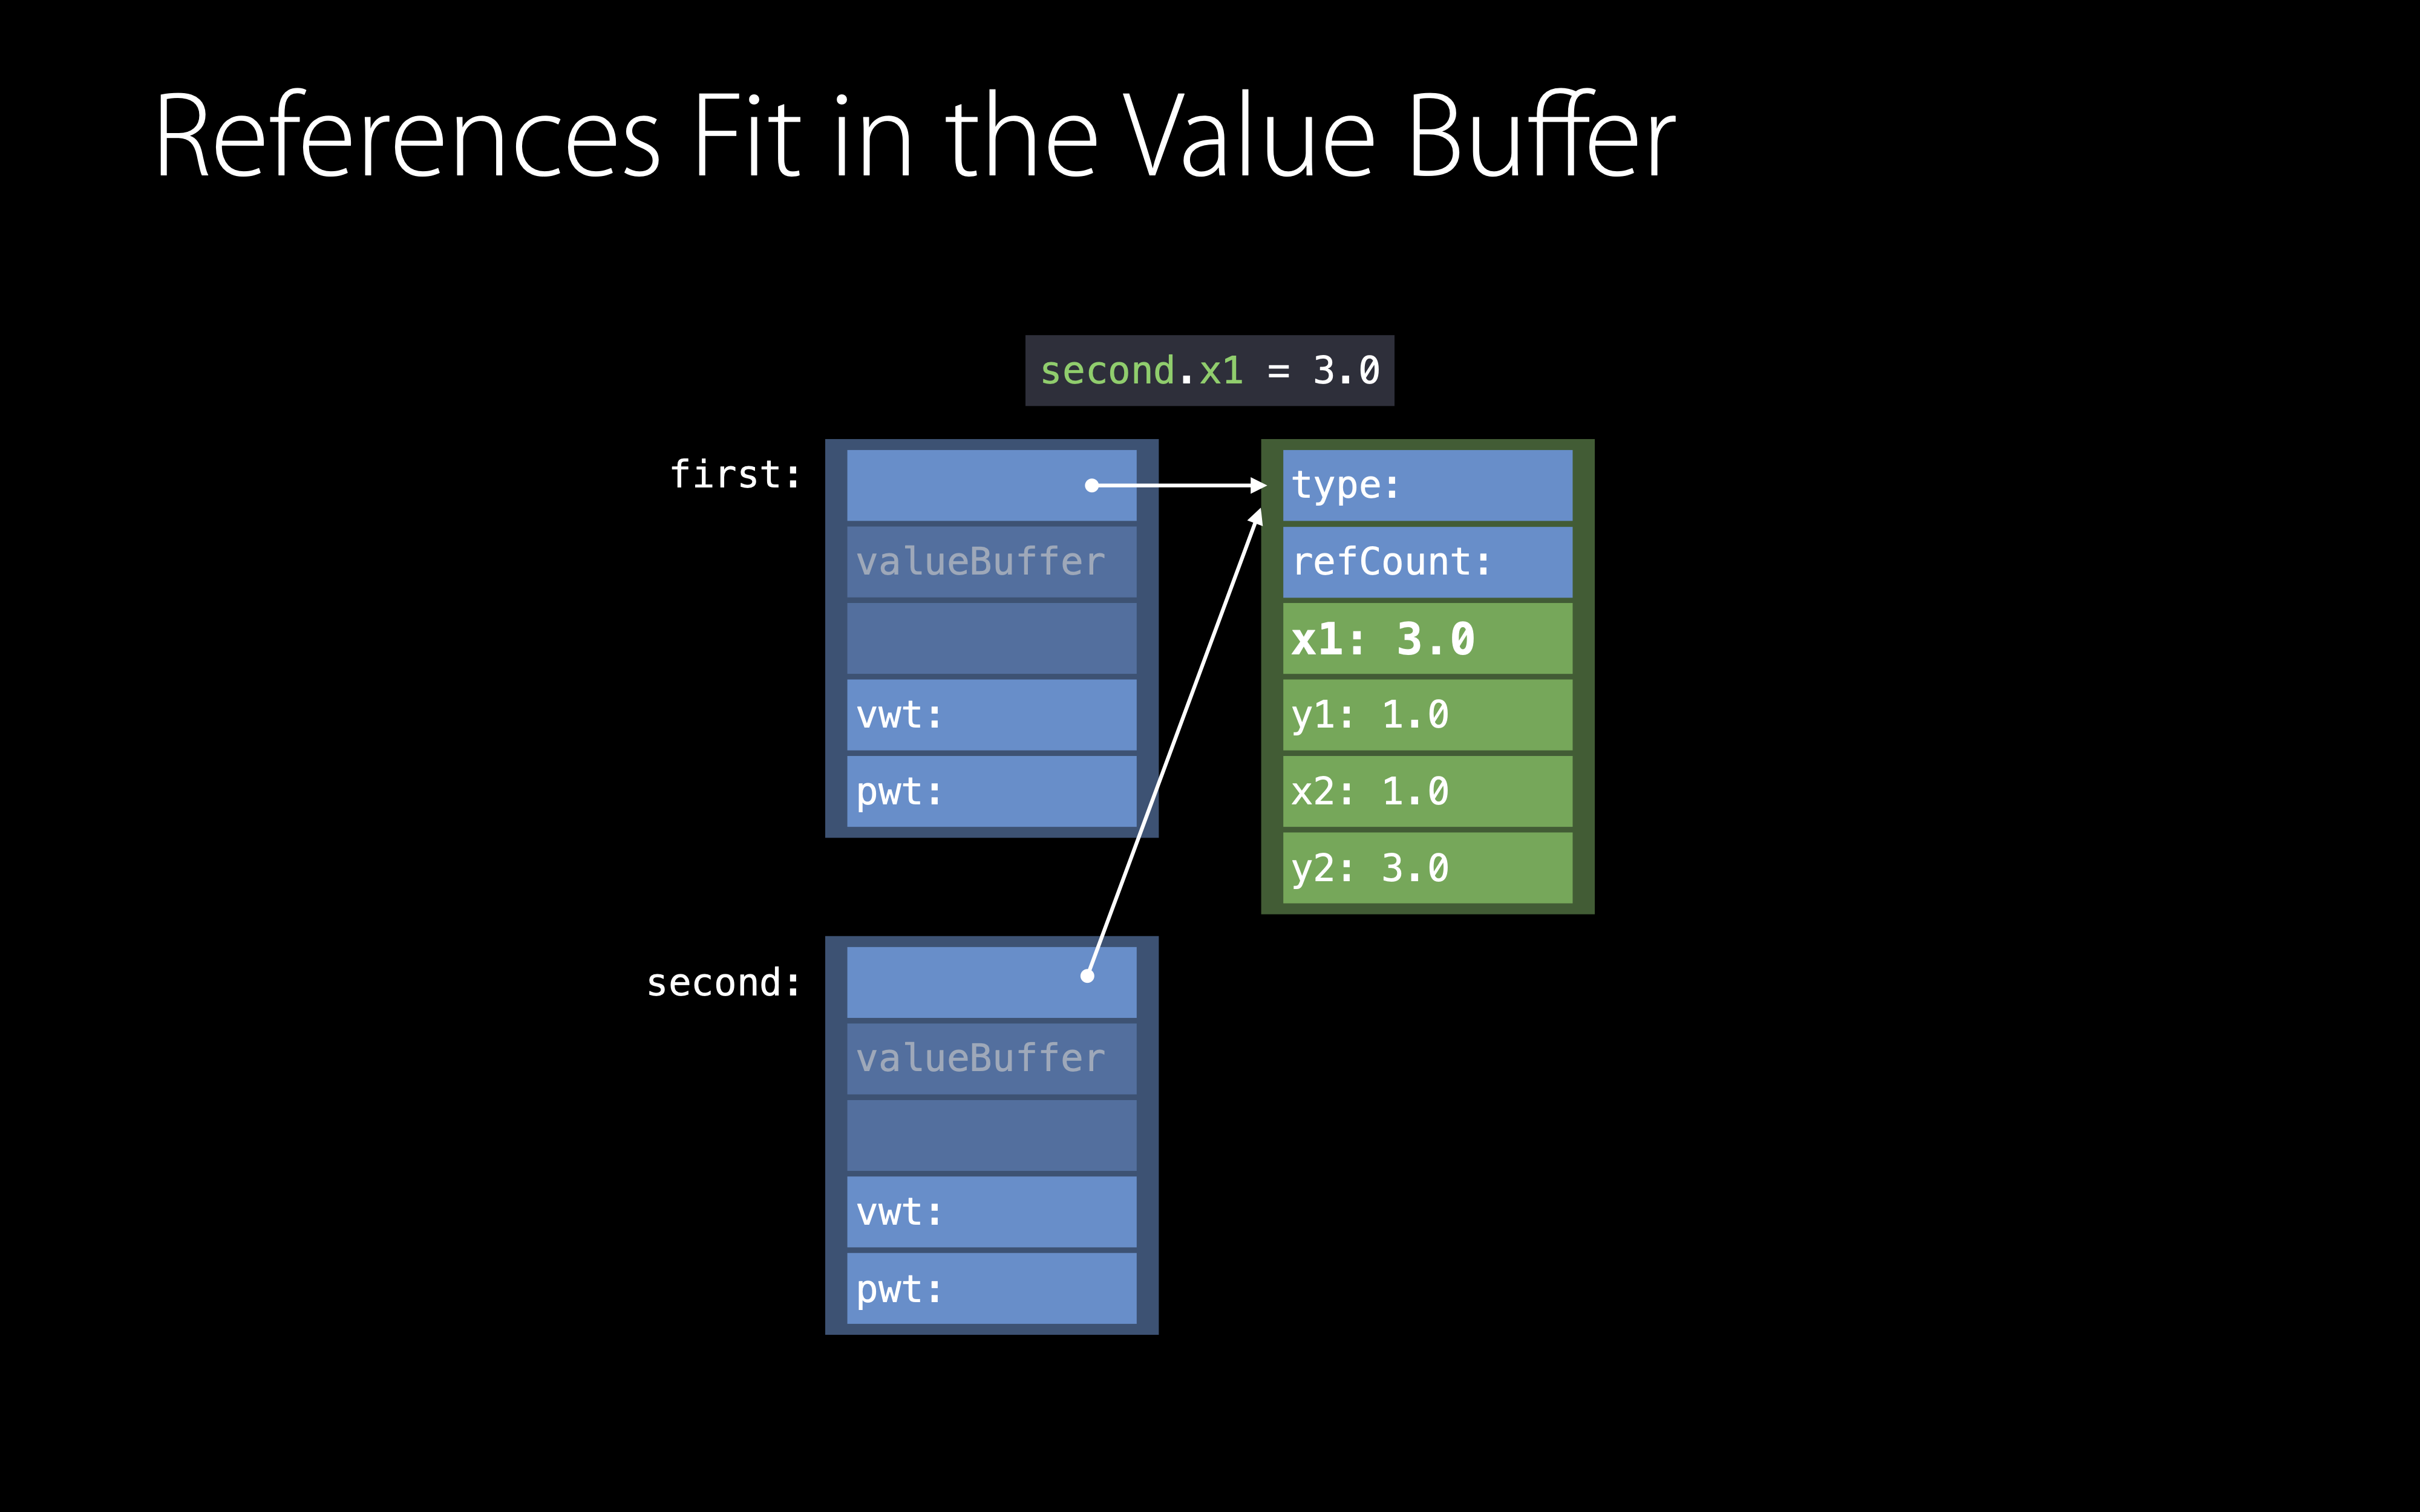 References Fit in the Value Buffer
second.x1 = 3.0
first:
valueBuffer
vwt:
pwt:
type:
refCount:
x1: 3.0
y1: 1.0
x2: 1.0
y2: 3.0
second:
valueBuffer
vwt:
pwt: